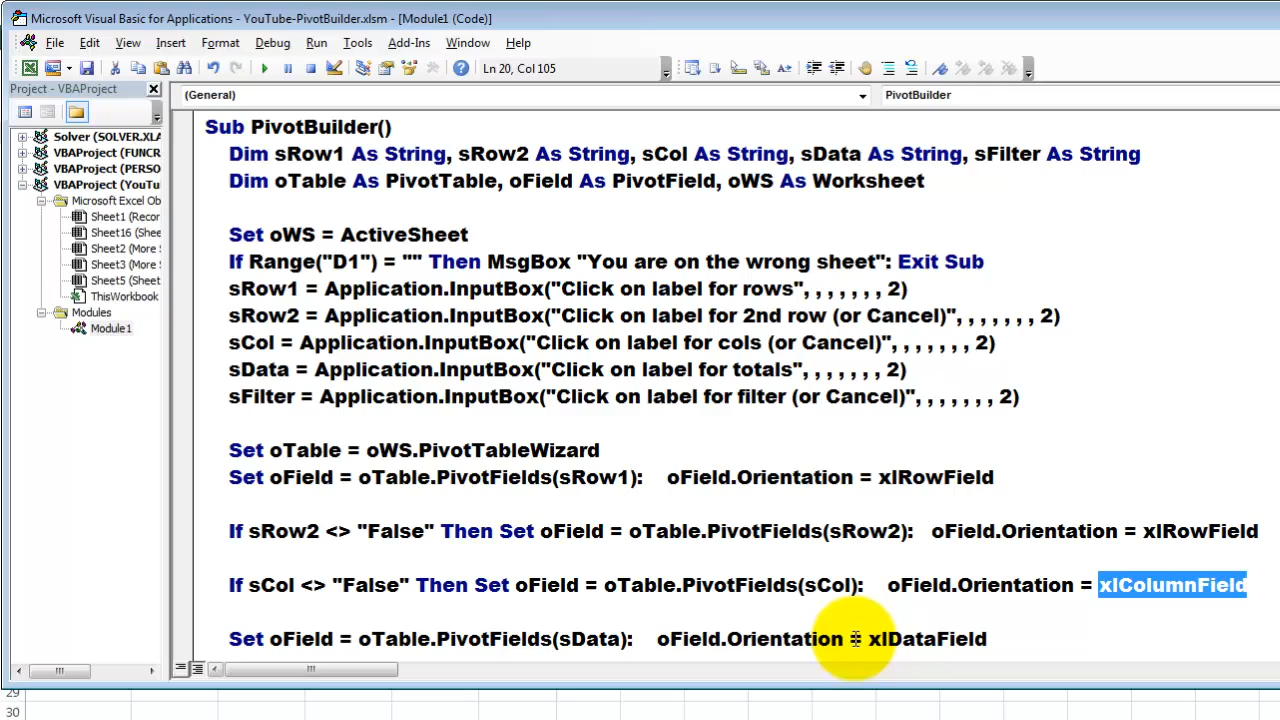 Microsoft Visual Basic for Applications - YouTube-PivotBuilder.xlsm - [Module1 (Code)]
File Edit View Insert Format Debug Run Tools Add-Ins Window Help
Ln 20, Col 105
Project - VBAProject
(General)
PivotBuilder
Solver (SOLVER.XLA
VBAProject (FUNCR
VBAProject (PERSO
VBAProject (YouTu
Microsoft Excel Ob
Sheet1 (Recor
Sheet16 (More
Sheet2 (More
Sheet3 (More
Sheet5 (Sheet
ThisWorkbook
Modules
Module1
Sub PivotBuilder()
Dim sRow1 As String, sRow2 As String, sCol As String, sData As String, sFilter As String
Dim oTable As PivotTable, oField As PivotField, oWS As Worksheet
Set oWS = ActiveSheet
If Range("D1") = "" Then MsgBox "You are on the wrong sheet": Exit Sub
sRow1 = Application.InputBox("Click on label for rows", , , , , , , 2)
sRow2 = Application.InputBox("Click on label for 2nd row (or Cancel)", , , , , , , 2)
sCol = Application.InputBox("Click on label for cols (or Cancel)", , , , , , , 2)
sData = Application.InputBox("Click on label for totals", , , , , , , 2)
sFilter = Application.InputBox("Click on label for filter (or Cancel)", , , , , , , 2)
Set oTable = oWS.PivotTableWizard
Set oField = oTable.PivotFields(sRow1): oField.Orientation = xlRowField
If sRow2 <> "False" Then Set oField = oTable.PivotFields(sRow2): oField.Orientation = xlRowField
If sCol <> "False" Then Set oField = oTable.PivotFields(sCol): oField.Orientation = xlColumnField
Set oField = oTable.PivotFields(sData): oField.Orientation = xlDataField
29
30